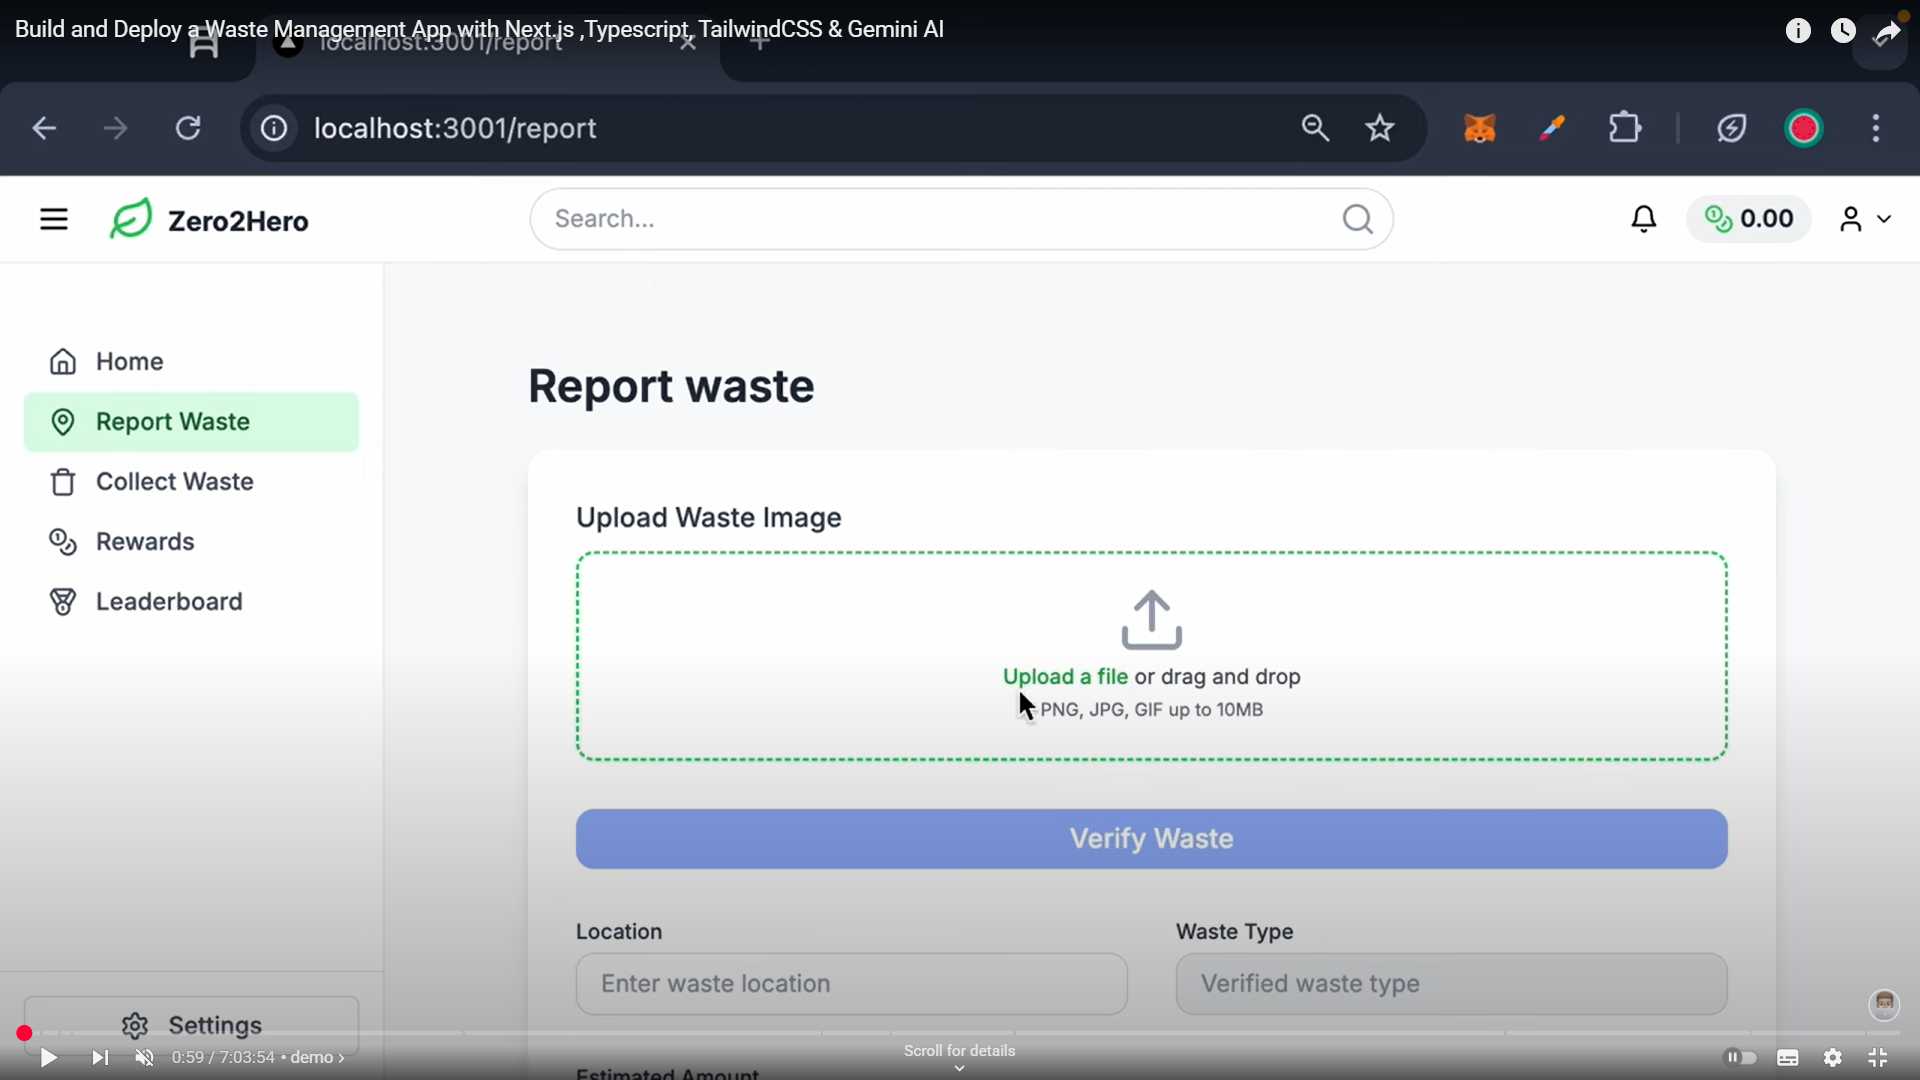 Build and Deploy a Waste Management App with Next.js ,Typescript, TailwindCSS & Gemini AI
localhost:3001/report
localhost:3001/report
Zero2Hero
Search...
0.00
Home
Report Waste
Collect Waste
Rewards
Leaderboard
Settings
Report waste
Upload Waste Image
Upload a file or drag and drop
PNG, JPG, GIF up to 10MB
Verify Waste
Location
Waste Type
Enter waste location
Verified waste type
Estimated Amount
0:59 / 7:03:54 • demo ›
Scroll for details